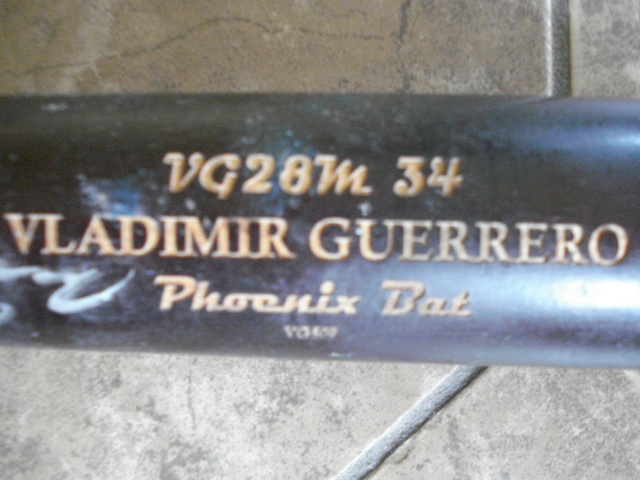 VG28M 34
VLADIMIR GUERRERO
Phoenix Bat